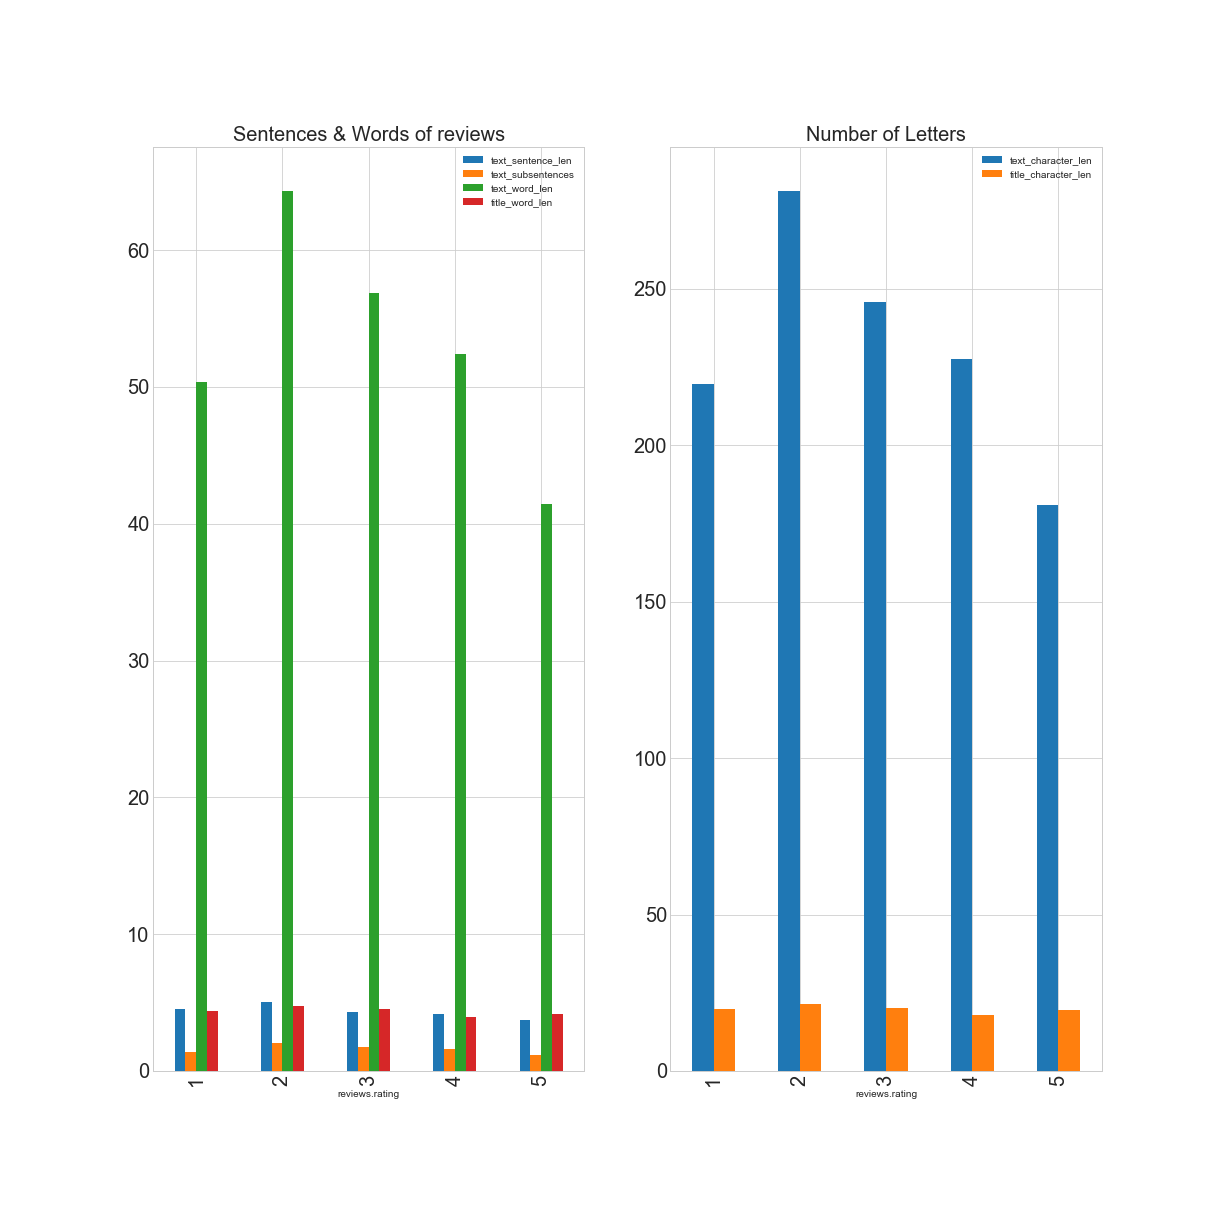 Sentences & Words of reviews
text_sentence_len
text_subsentences
text_word_len
title_word_len
60
50
40
30
20
10
0
1
2
3
4
5
reviews.rating
Number of Letters
text_character_len
title_character_len
250
200
150
100
50
0
1
2
3
4
5
reviews.rating